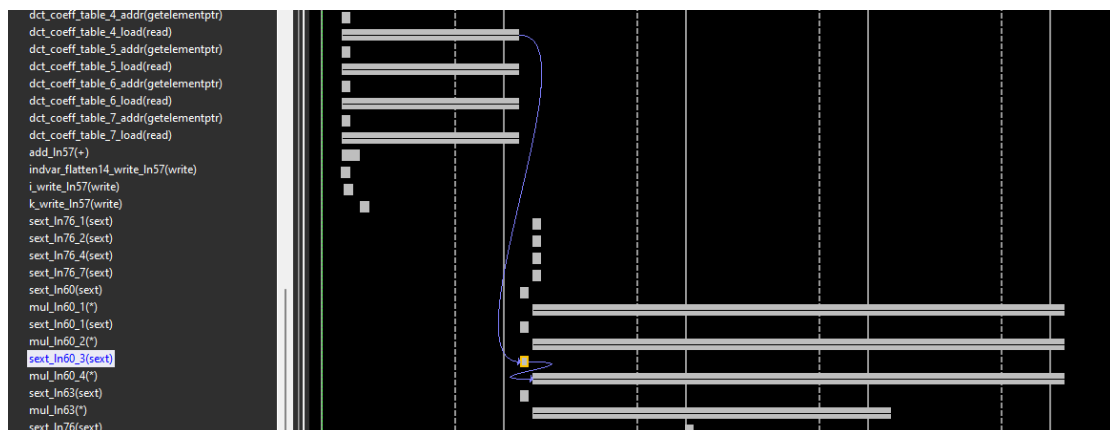 dct_coeff_table_4_addr(getelementptr)
dct_coeff_table_4_load(read)
dct_coeff_table_5_addr(getelementptr)
dct_coeff_table_5_load(read)
dct_coeff_table_6_addr(getelementptr)
dct_coeff_table_6_load(read)
dct_coeff_table_7_addr(getelementptr)
dct_coeff_table_7_load(read)
add_ln57(+)
indvar_flatten14_write_ln57(write)
i_write_ln57(write)
k_write_ln57(write)
sext_ln76_1(sext)
sext_ln76_2(sext)
sext_ln76_4(sext)
sext_ln76_7(sext)
sext_ln60(sext)
mul_ln60_1(*)
sext_ln60_1(sext)
mul_ln60_2(*)
sext_ln60_3(sext)
mul_ln60_4(*)
sext_ln63(sext)
mul_ln63(*)
sext_ln76(sext)